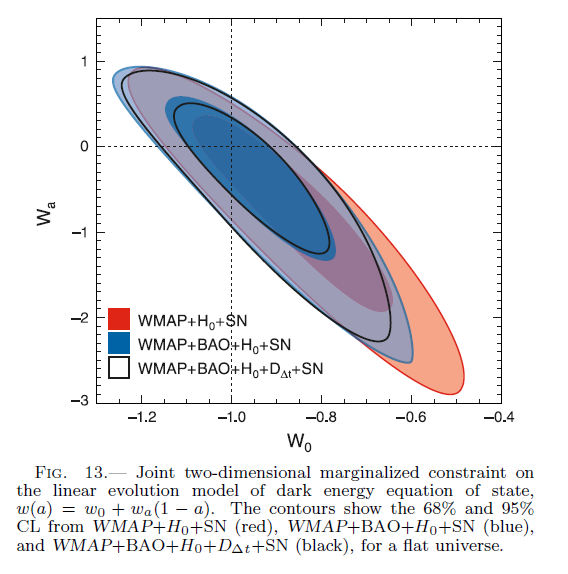 1
0
−1
−2
−3
Wa
WMAP+H0+SN
WMAP+BAO+H0+SN
WMAP+BAO+H0+DΔt+SN
−1.2 −1.0 −0.8 −0.6 −0.4
W0
FIG. 13.— Joint two-dimensional marginalized constraint on
the linear evolution model of dark energy equation of state,
w(a) = w0 + wa(1 − a). The contours show the 68% and 95%
CL from WMAP+H0+SN (red), WMAP+BAO+H0+SN (blue),
and WMAP+BAO+H0+DΔt+SN (black), for a flat universe.